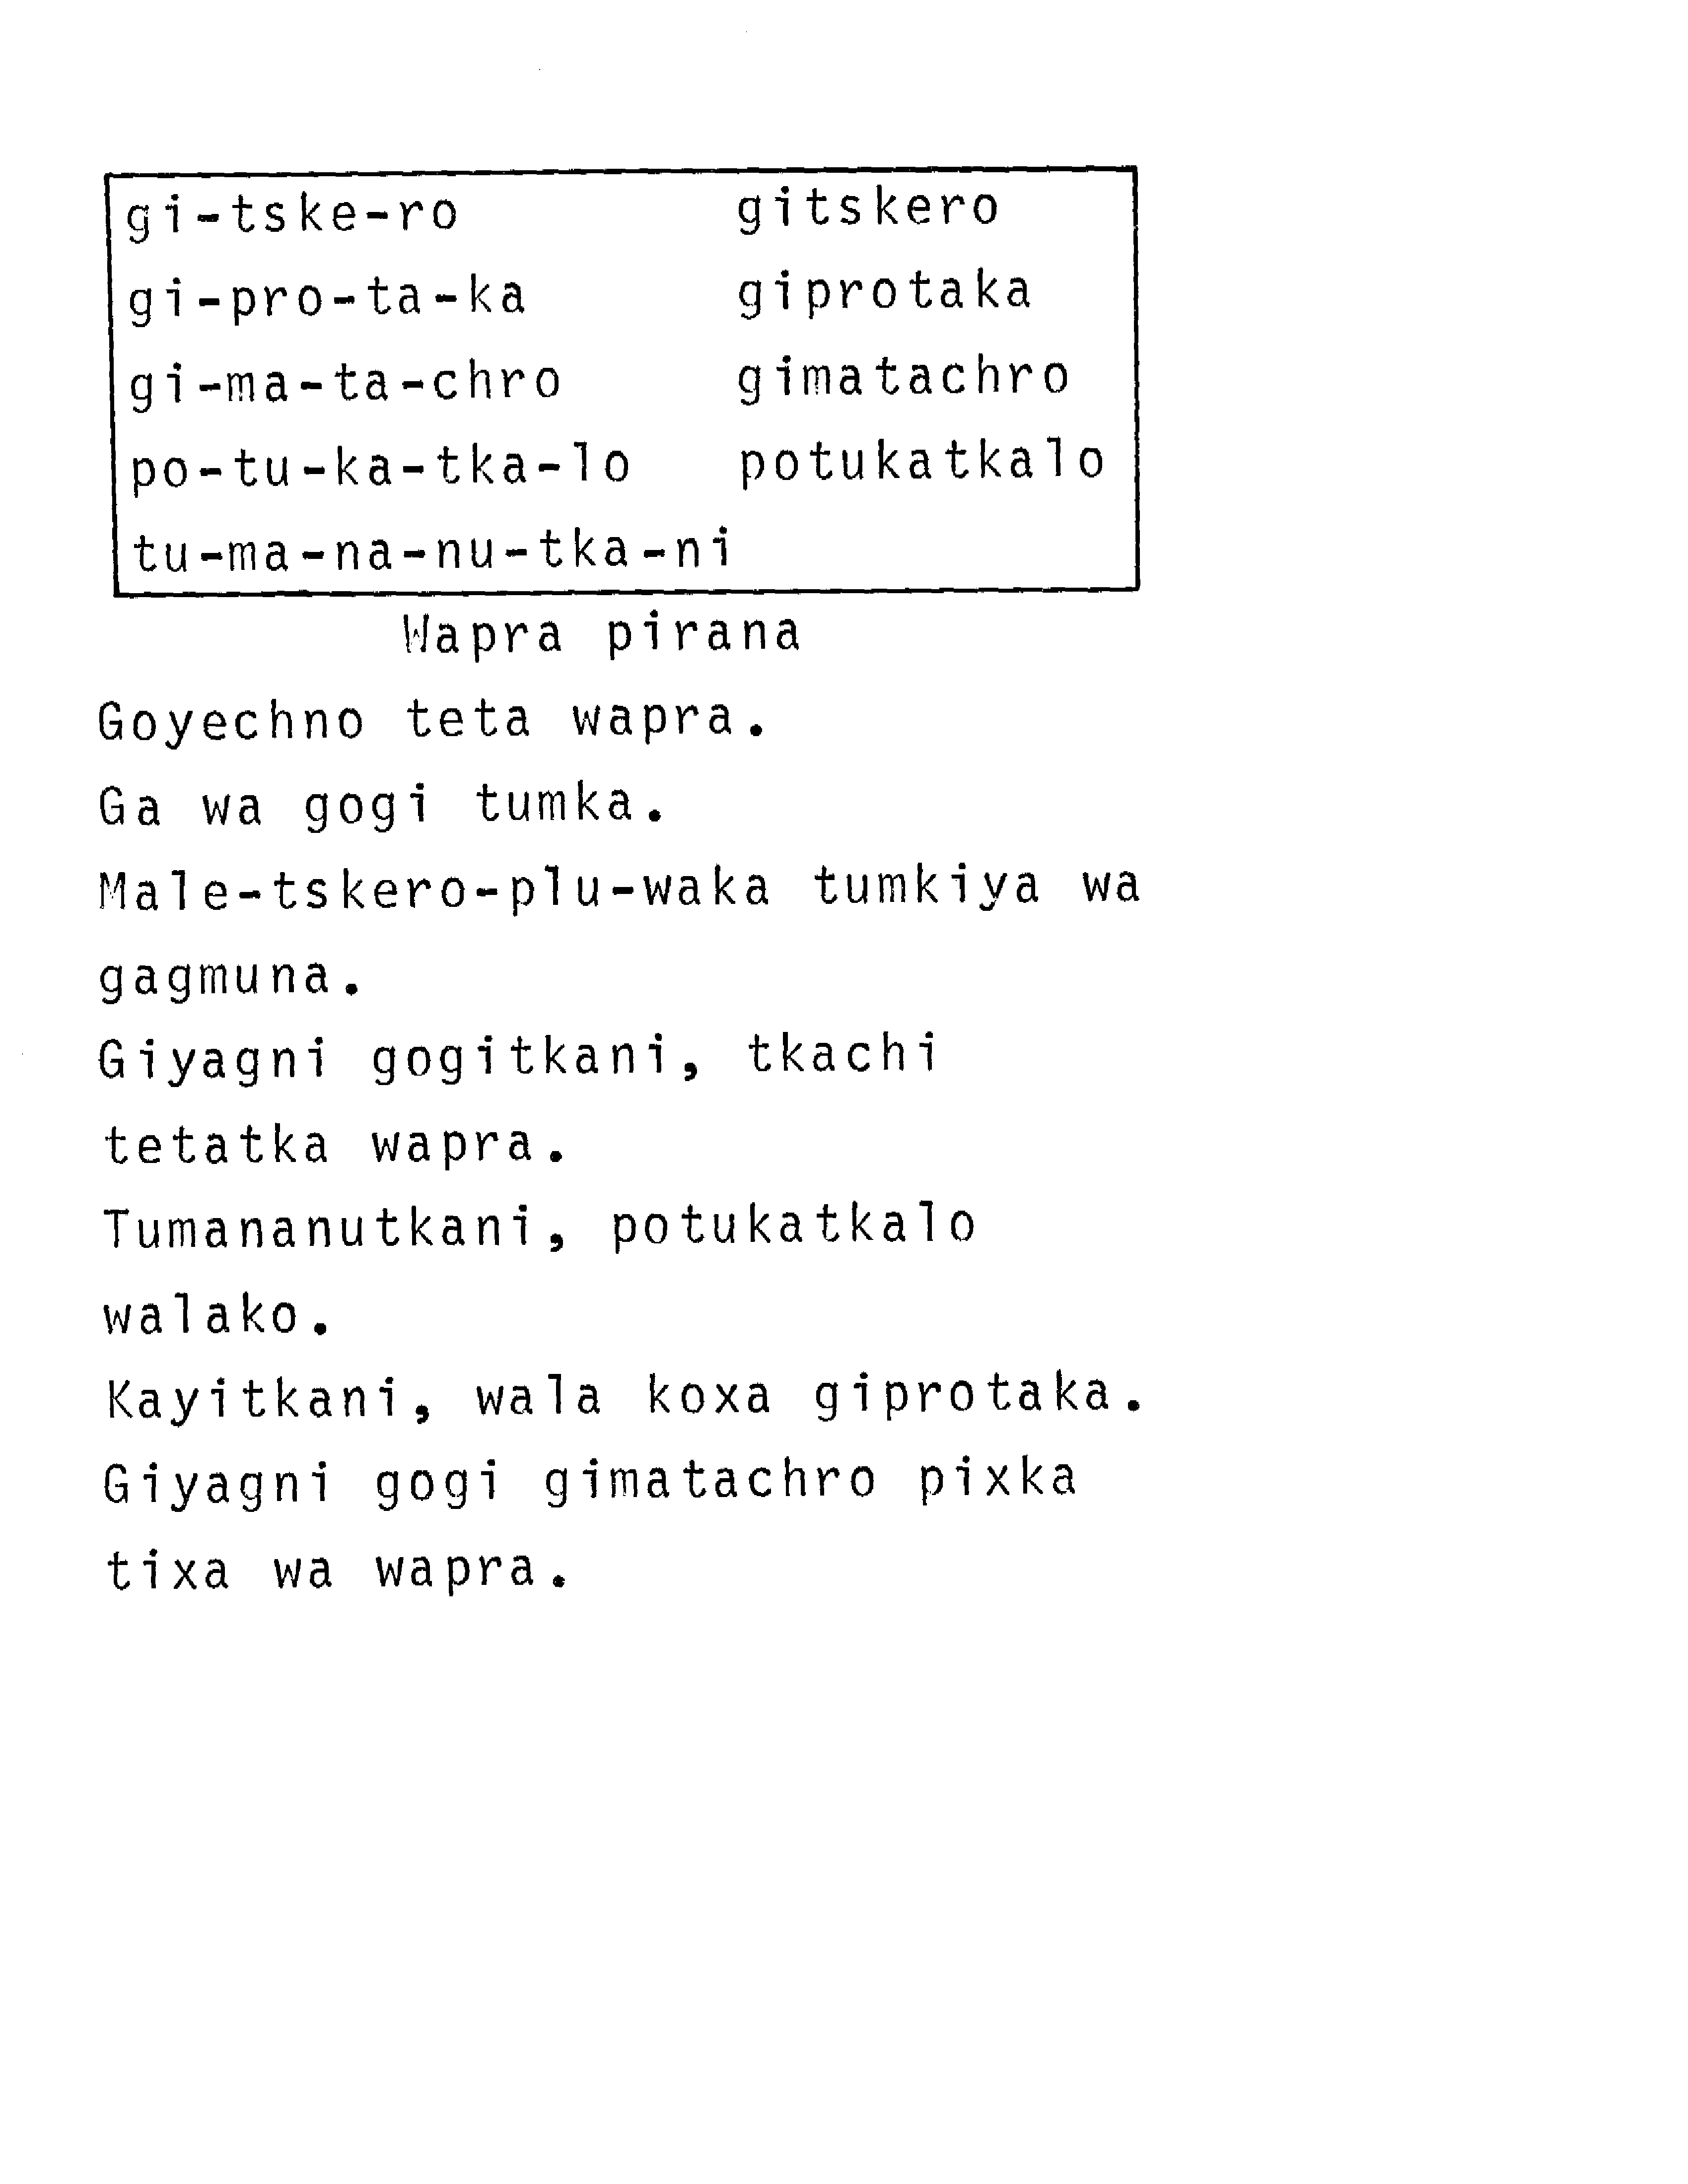 gi-tske-ro gitskero
gi-pro-ta-ka giprotaka
gi-ma-ta-chro gimatachro
po-tu-ka-tka-lo potukatkalo
tu-ma-na-nu-tka-ni
Wapra pirana
Goyechno teta wapra.
Ga wa gogi tumka.
Male-tskero-plu-waka tumkiya wa
gagmuna.
Giyagni gogitkani, tkachi
tetatka wapra.
Tumananutkani, potukatkalo
walako.
Kayitkani, wala koxa giprotaka.
Giyagni gogi gimatachro pixka
tixa wa wapra.